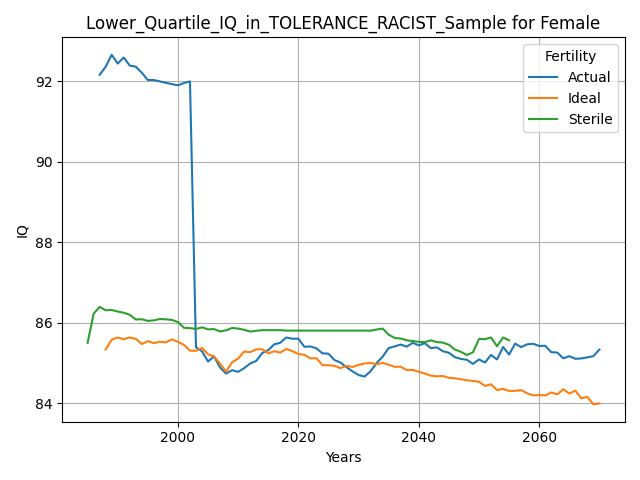 Lower_Quartile_IQ_in_TOLERANCE_RACIST_Sample for Female
Fertility
Actual
Ideal
Sterile
IQ
92
90
88
86
84
2000
2020
2040
2060
Years